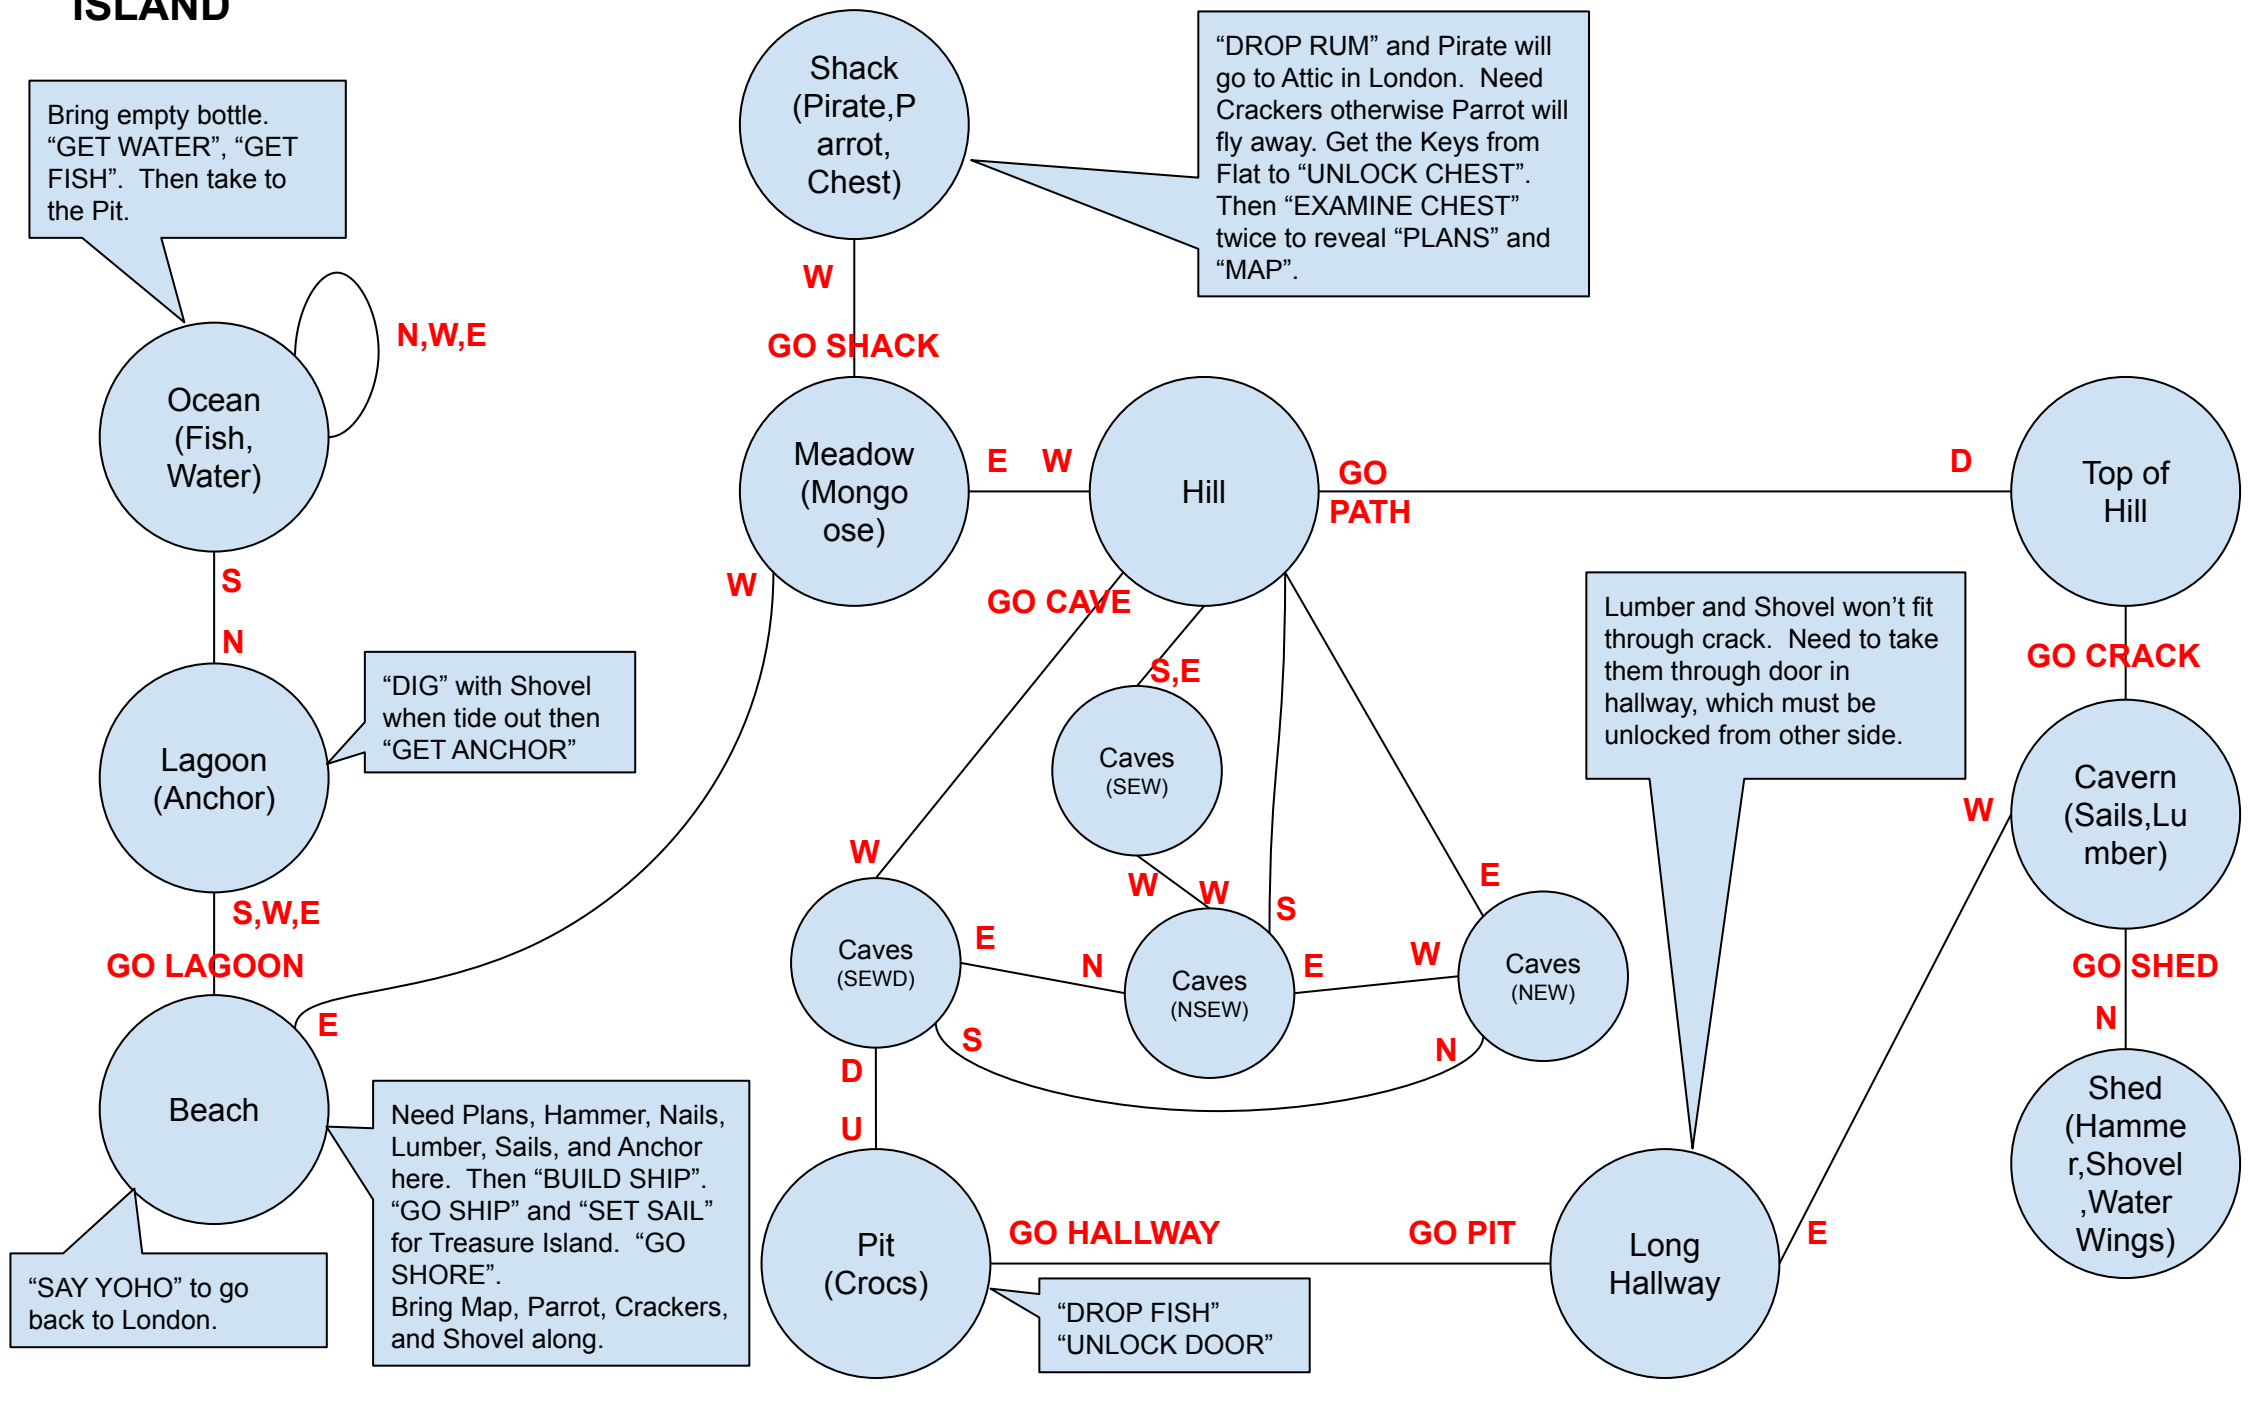 ISLAND
Bring empty bottle.
“GET WATER”, “GET
FISH”.  Then take to
the Pit.
Shack
(Pirate,P
arrot,
Chest)
“DROP RUM” and Pirate will
go to Attic in London.  Need
Crackers otherwise Parrot will
fly away. Get the Keys from
Flat to “UNLOCK CHEST”.
Then “EXAMINE CHEST”
twice to reveal “PLANS” and
“MAP”.
W
GO SHACK
N,W,E
Ocean
(Fish,
Water)
Meadow
(Mongo
ose)
E
W
Hill
GO
PATH
D
Top of
Hill
S
N
W
GO CAVE
S,E
“DIG” with Shovel
when tide out then
“GET ANCHOR”
Lumber and Shovel won’t fit
through crack.  Need to take
them through door in
hallway, which must be
unlocked from other side.
GO CRACK
Lagoon
(Anchor)
Caves
(SEW)
W
Cavern
(Sails,Lu
mber)
W
W
W
S
E
S,W,E
GO LAGOON
E
N
E
W
Caves
(SEWD)
Caves
(NSEW)
Caves
(NEW)
GO SHED
N
E
S
N
D
U
Beach
Need Plans, Hammer, Nails,
Lumber, Sails, and Anchor
here.  Then “BUILD SHIP”.
“GO SHIP” and “SET SAIL”
for Treasure Island.  “GO
SHORE”.
Bring Map, Parrot, Crackers,
and Shovel along.
Shed
(Hamme
r,Shovel
,Water
Wings)
Pit
(Crocs)
GO HALLWAY
GO PIT
Long
Hallway
E
“SAY YOHO” to go
back to London.
“DROP FISH”
“UNLOCK DOOR”